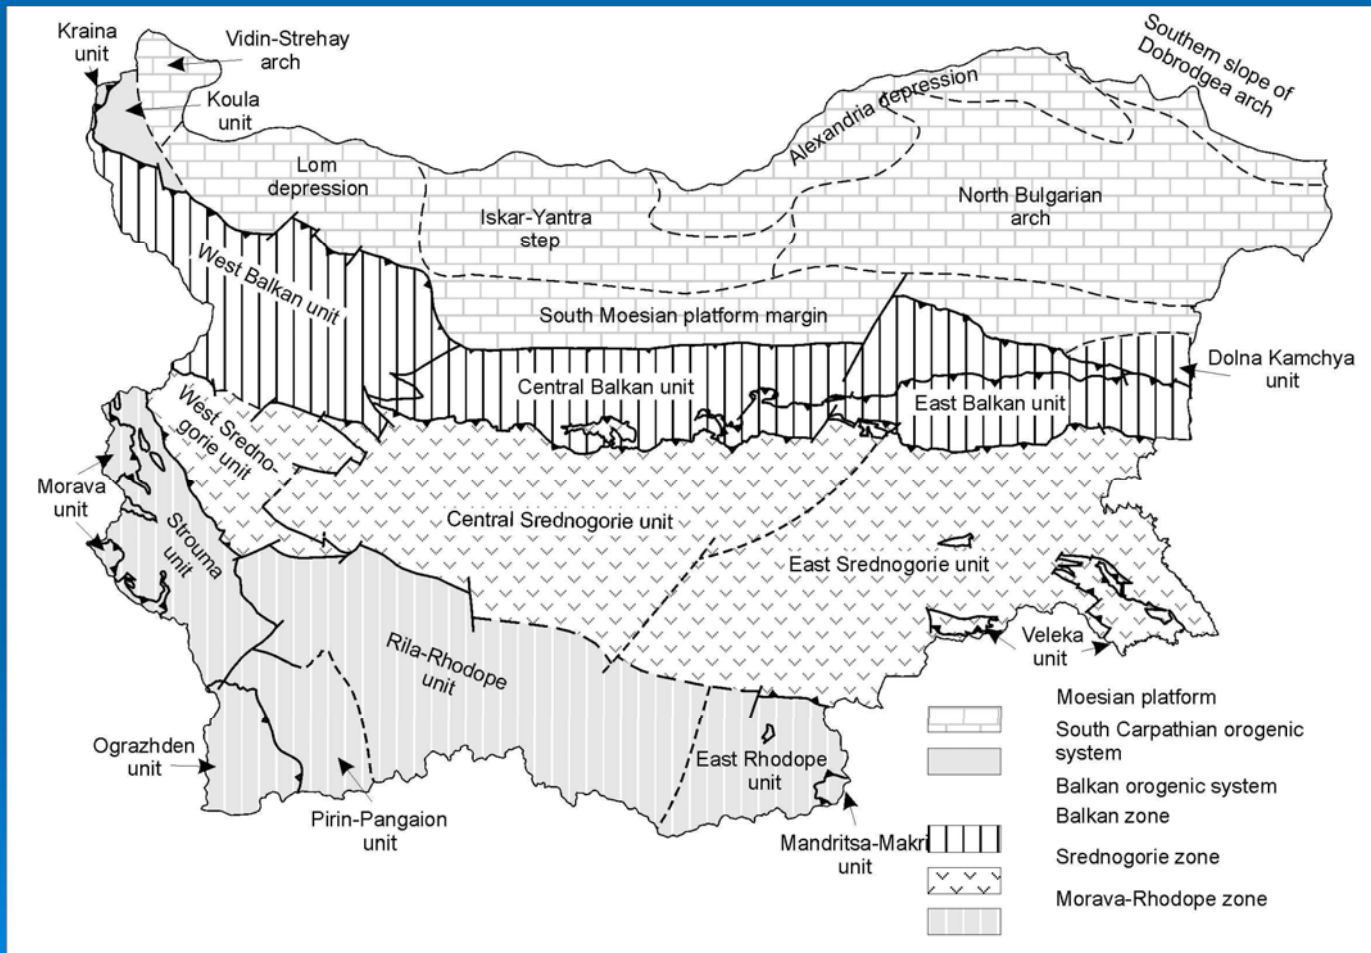 Kraina
unit
Vidin-Strehay
arch
Koula
unit
Southern slope of
Dobrodgea arch
Alexandria depression
Lom
depression
Iskar-Yantra
step
North Bulgarian
arch
West Balkan unit
South Moesian platform margin
Dolna Kamchya
unit
Central Balkan unit
East Balkan unit
West Sredno-
gorie unit
Morava
unit
Strouma
unit
Central Srednogorie unit
East Srednogorie unit
Veleka
unit
Rila-Rhodope
unit
Ograzhden
unit
Pirin-Pangaion
unit
East Rhodope
unit
Mandritsa-Makri
unit
Moesian platform
South Carpathian orogenic
system
Balkan orogenic system
Balkan zone
Srednogorie zone
Morava-Rhodope zone